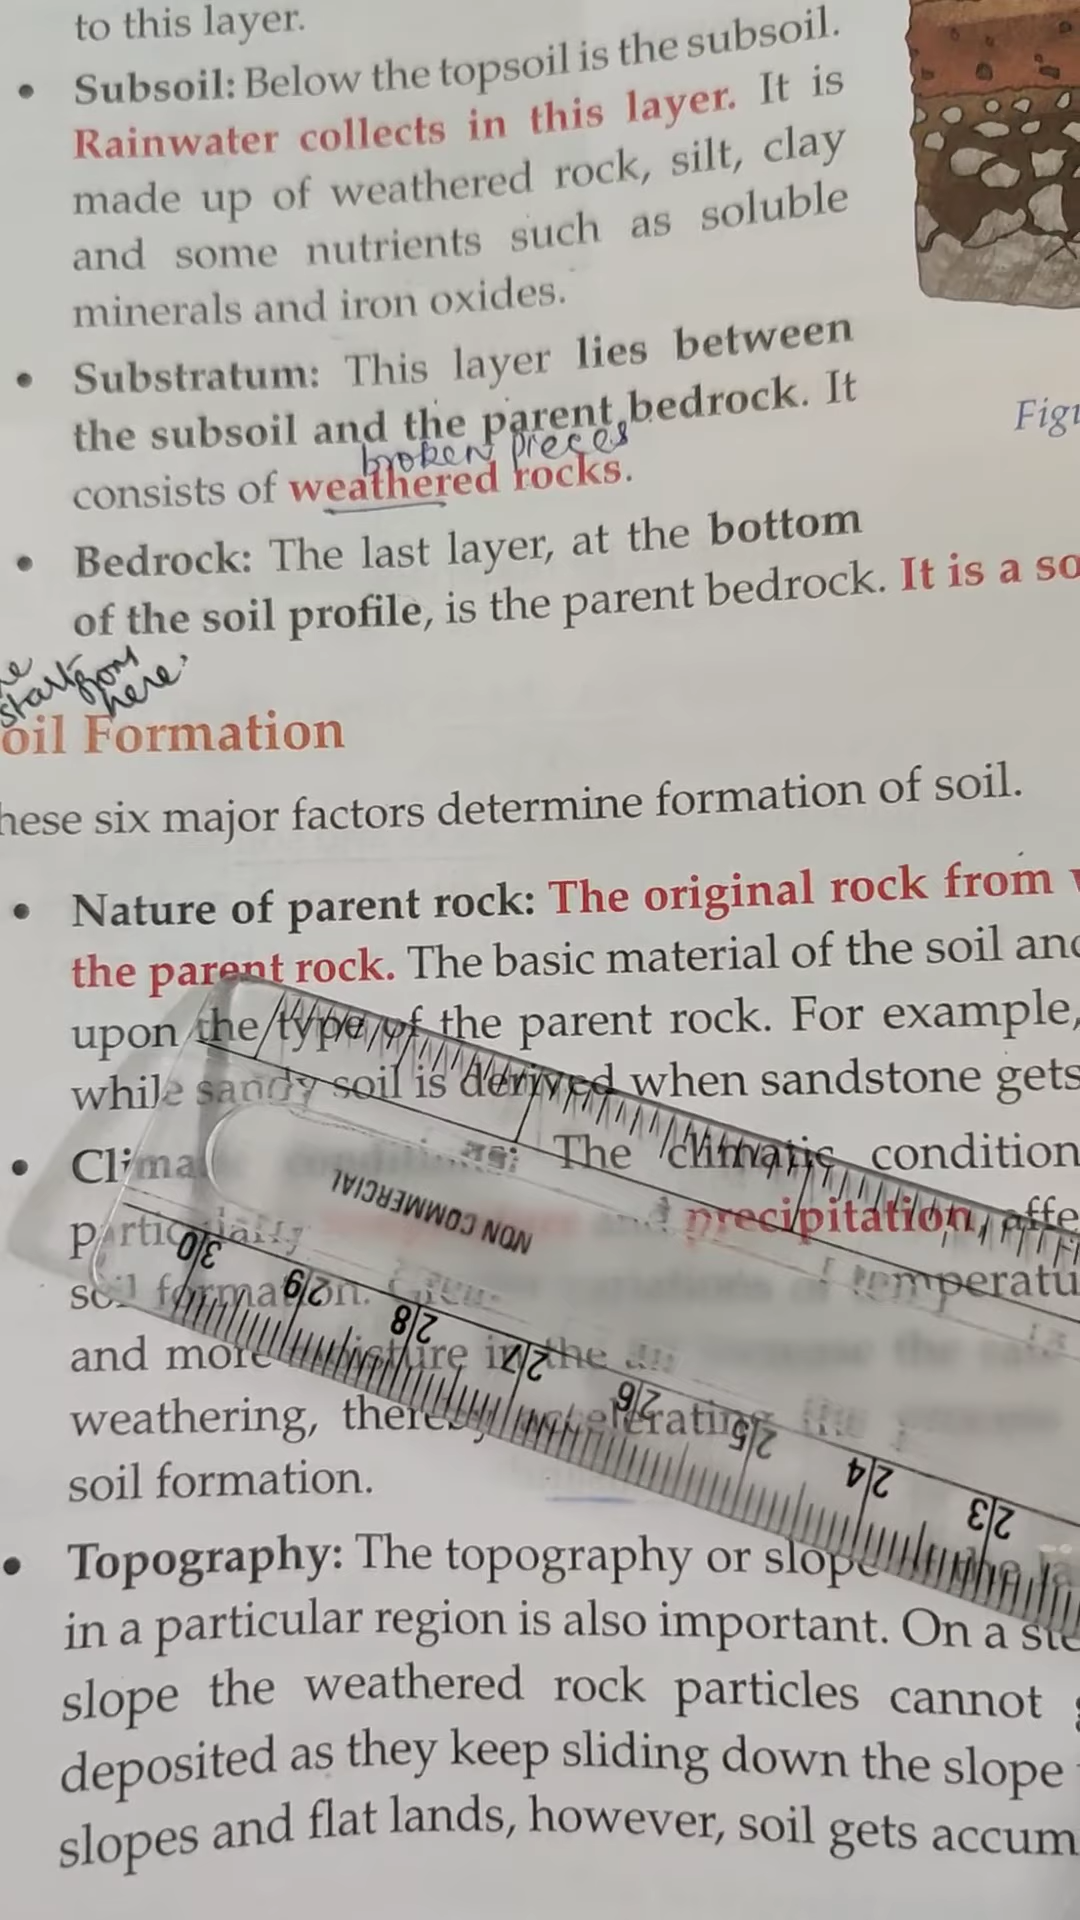 to this layer.
• Subsoil: Below the topsoil is the subsoil.
Rainwater collects in this layer. It is
made up of weathered rock, silt, clay
and some nutrients such as soluble
minerals and iron oxides.
• Substratum: This layer lies between
the subsoil and the parent bedrock. It
broken pieces
consists of weathered rocks.
Figu
• Bedrock: The last layer, at the bottom
of the soil profile, is the parent bedrock. It is a so
start from
here
oil Formation
hese six major factors determine formation of soil.
• Nature of parent rock: The original rock from
the parent rock. The basic material of the soil and
upon the type of the parent rock. For example,
while sandy soil is derived when sandstone gets
• The climatic condition
NON COMMERCIAL
particularly precipitation, affe
soil formation. temperatu
and more moisture in the
weathering, accelerating
soil formation.
30 29 28 27 26 25 24 23
• Topography: The topography or slope
in a particular region is also important. On a ste
slope the weathered rock particles cannot
deposited as they keep sliding down the slope
slopes and flat lands, however, soil gets accum